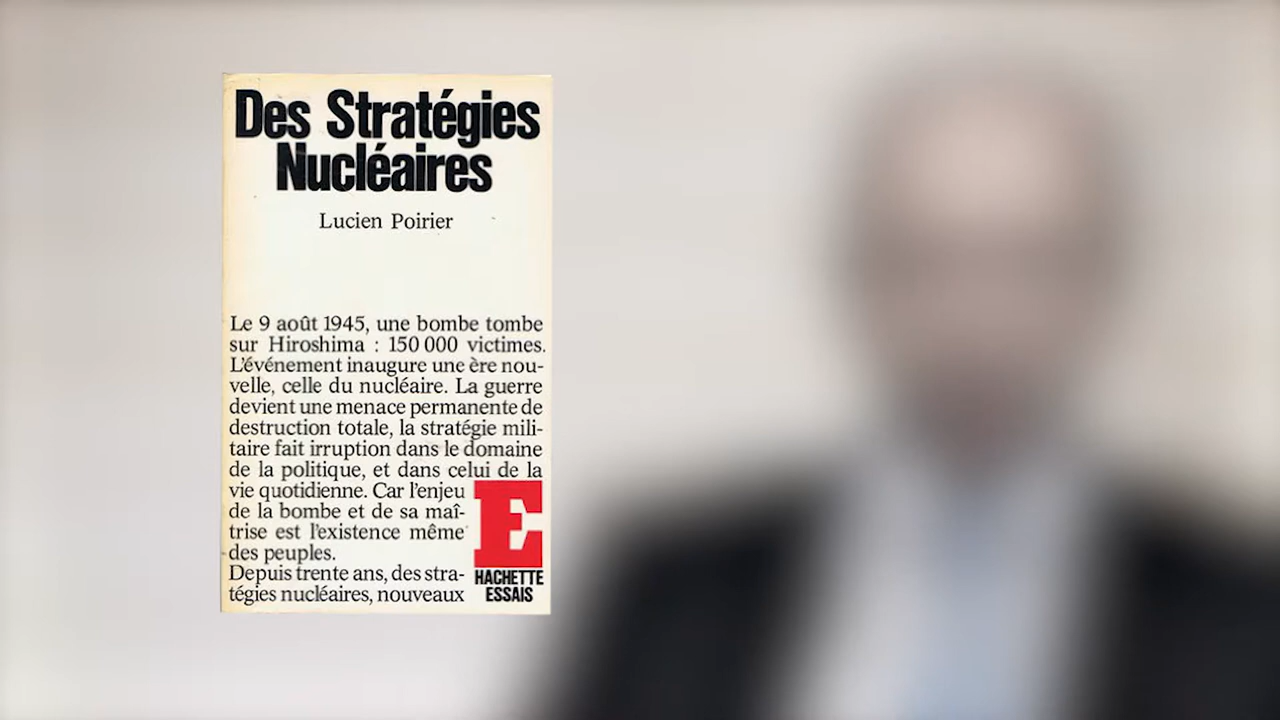 Des Stratégies
Nucléaires
Lucien Poirier
Le 9 août 1945, une bombe tombe
sur Hiroshima : 150 000 victimes.
L'événement inaugure une ère nou-
velle, celle du nucléaire. La guerre
devient une menace permanente de
destruction totale, la stratégie mili-
taire fait irruption dans le domaine
de la politique, et dans celui de la
vie quotidienne. Car l'enjeu
de la bombe et de sa maî-
trise est l'existence même
des peuples.
Depuis trente ans, des stra-
tégies nucléaires, nouveaux
E
HACHETTE
ESSAIS